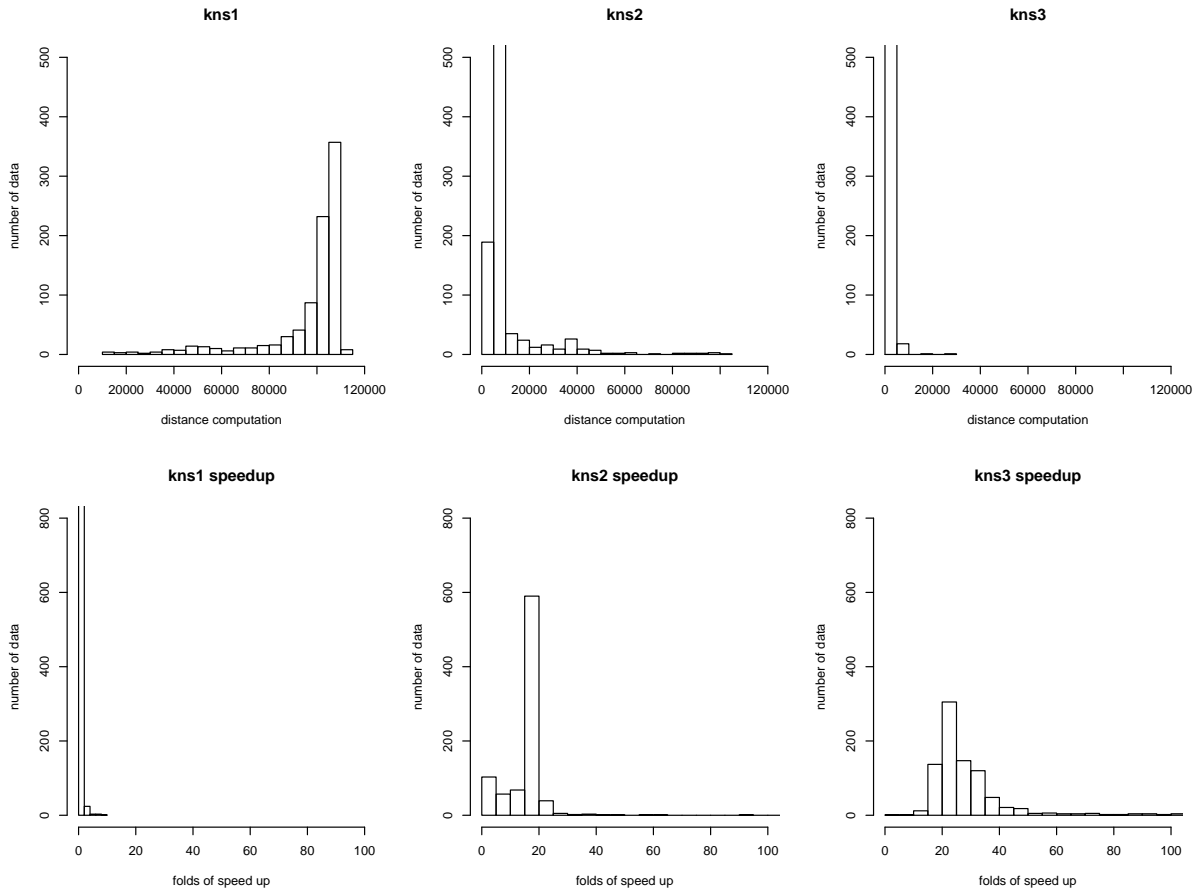 kns1
kns2
kns3
number of data
0 100 200 300 400 500
0 20000 40000 60000 80000 120000
distance computation
number of data
0 100 200 300 400 500
0 20000 40000 60000 80000 120000
distance computation
number of data
0 100 200 300 400 500
0 20000 40000 60000 80000 120000
distance computation
kns1 speedup
kns2 speedup
kns3 speedup
number of data
0 200 400 600 800
0 20 40 60 80 100
folds of speed up
number of data
0 200 400 600 800
0 20 40 60 80 100
folds of speed up
number of data
0 200 400 600 800
0 20 40 60 80 100
folds of speed up